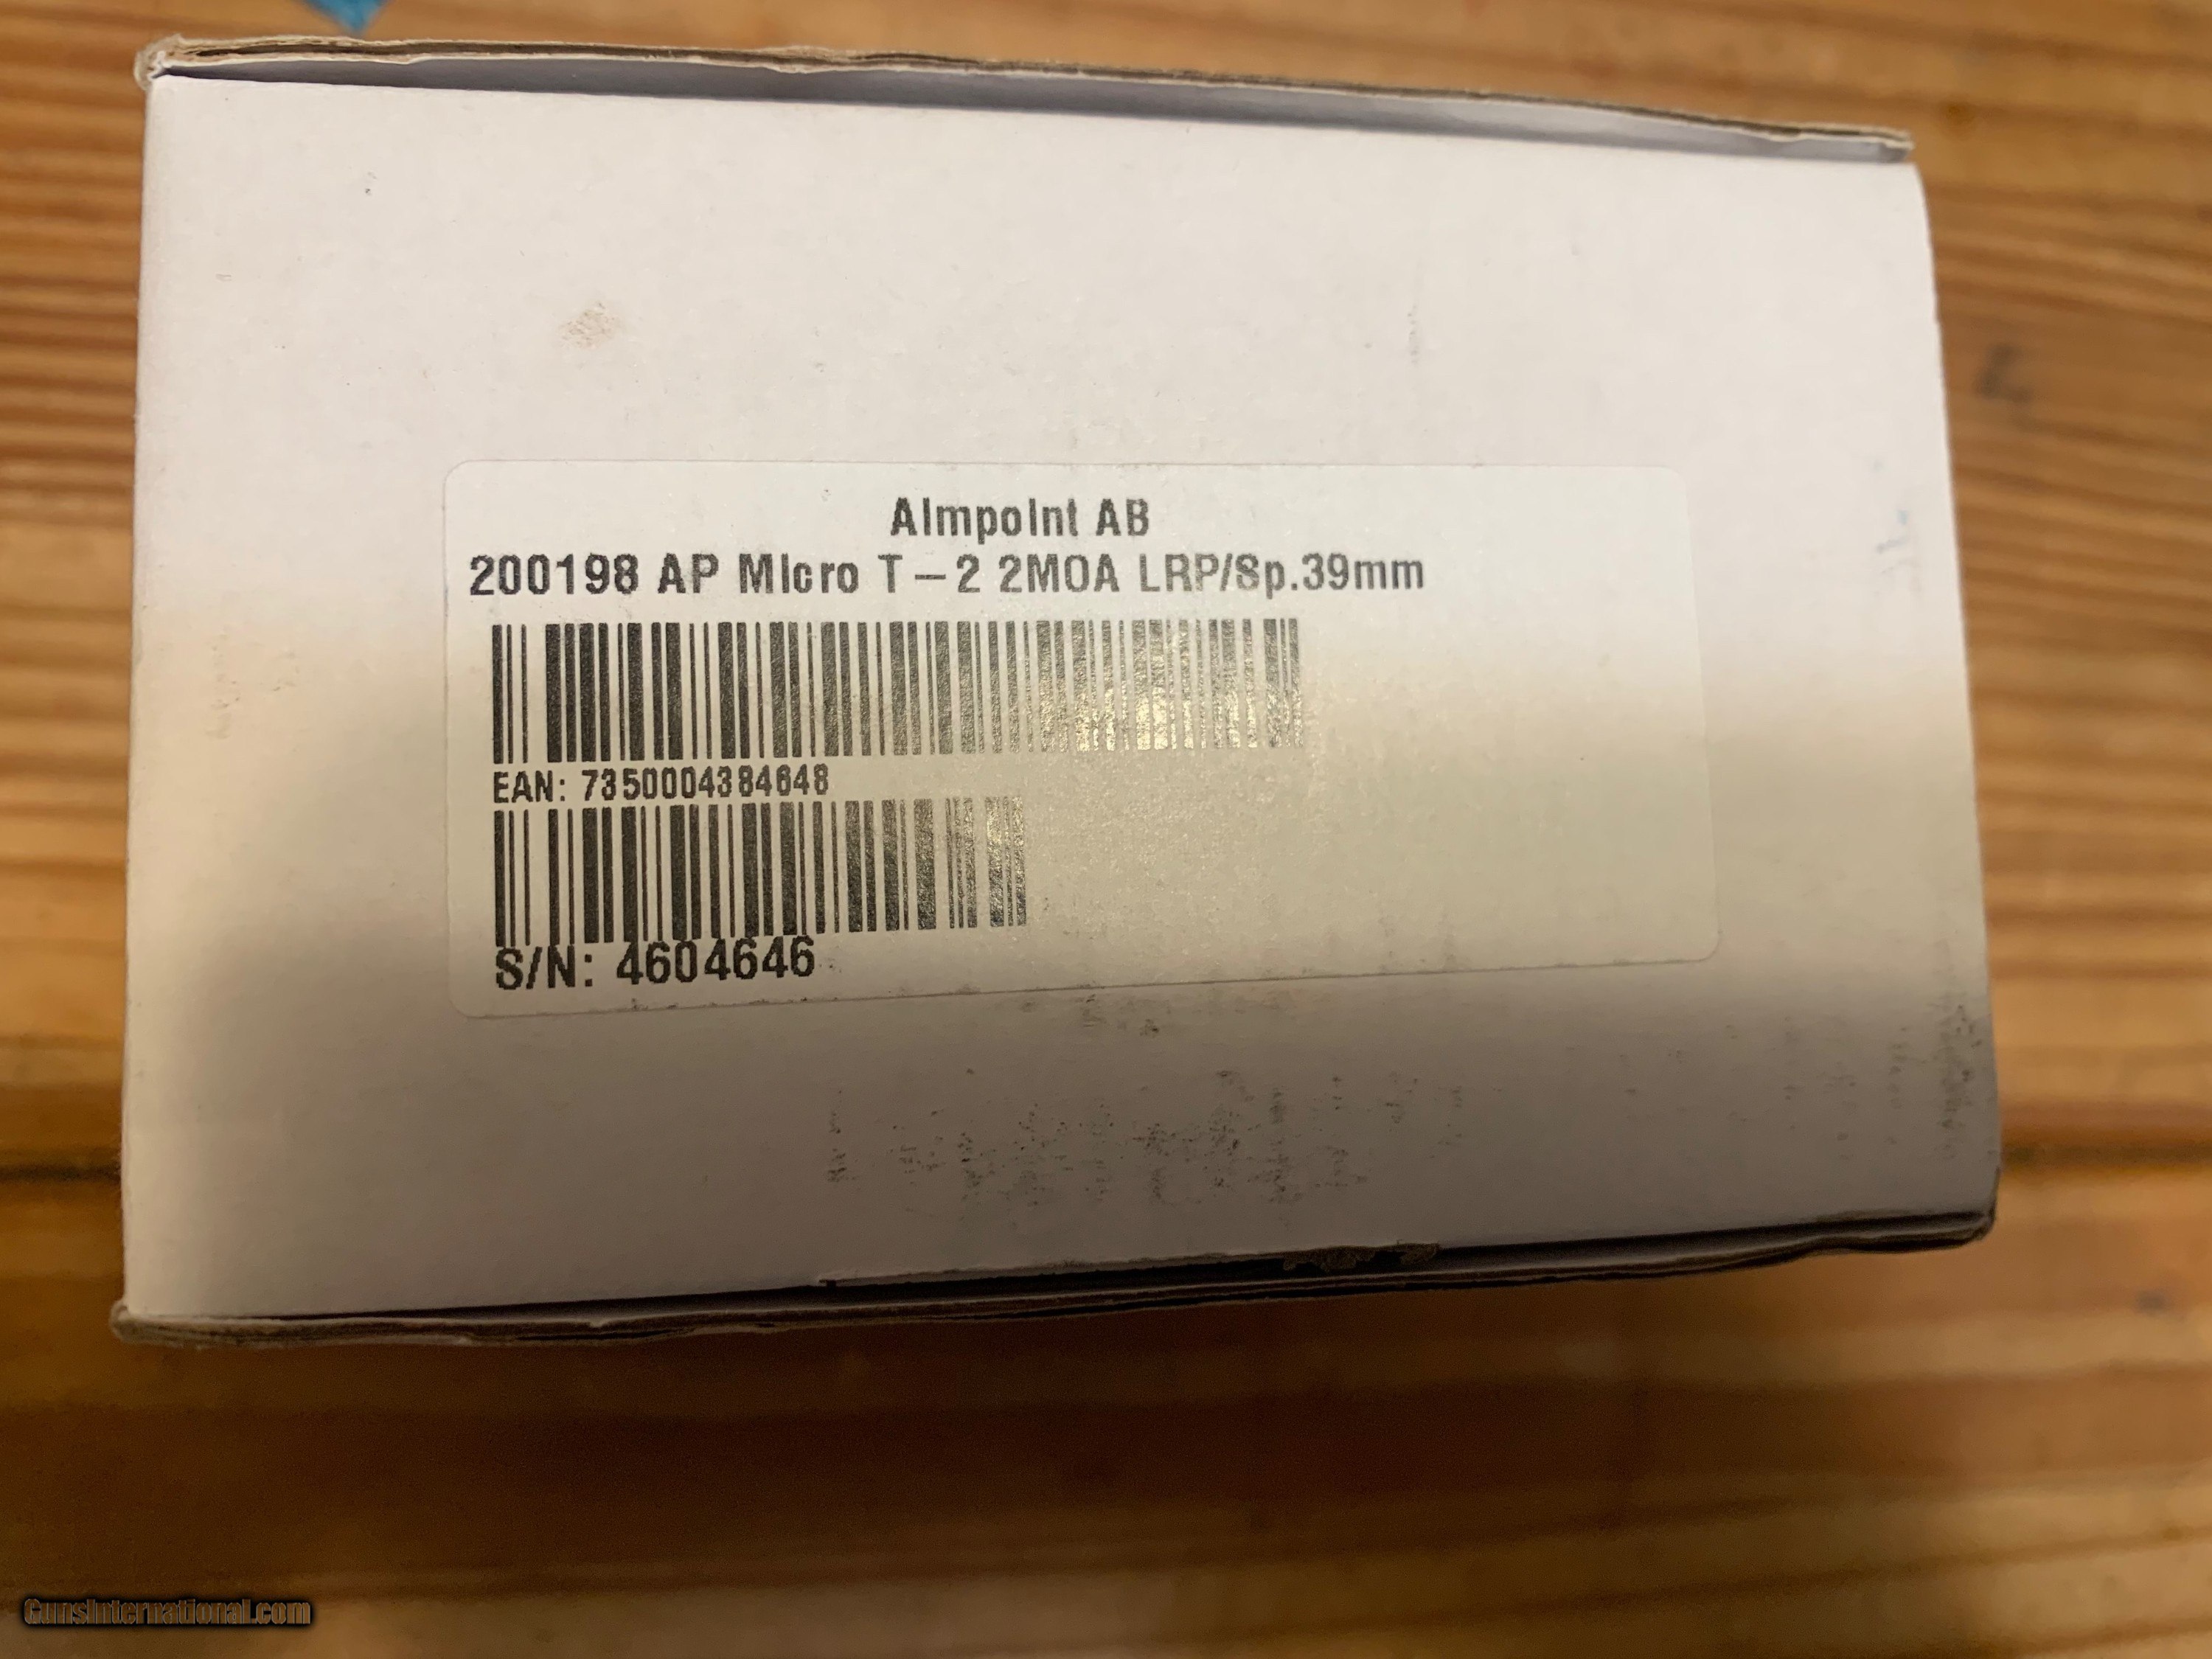 Aimpoint AB
200198 AP Micro T-2 2MOA LRP/Sp.39mm
EAN: 7350004384648
S/N: 4604646
GunsInternational.com